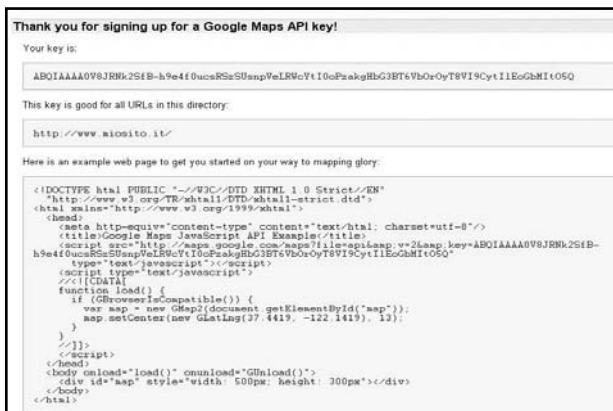 Thank you for signing up for a Google Maps API key!
Your key is:
ABQIAAAA0V8JRNk2SfB-h9e4f0ucsRSzSUsnpVeLRWcYtI0oPzakgHbG3BT6VbOrOyT8VI9CytIlEoGbMItO5Q
This key is good for all URLs in this directory:
http://www.miosito.it/
Here is an example web page to get you started on your way to mapping glory:
<!DOCTYPE html PUBLIC "-//W3C//DTD XHTML 1.0 Strict//EN"
"http://www.w3.org/TR/xhtml1/DTD/xhtml1-strict.dtd">
<html xmlns="http://www.w3.org/1999/xhtml">
<head>
<meta http-equiv="content-type" content="text/html; charset=utf-8"/>
<title>Google Maps JavaScript API Example</title>
<script src="http://maps.google.com/maps?file=api&amp;v=2&amp;key=ABQIAAAA0V8JRNk2SfB-
h9e4f0ucsRSzSUsnpVeLRWcYtI0oPzakgHbG3BT6VbOrOyT8VI9CytIlEoGbMItO5Q"
type="text/javascript"></script>
<script type="text/javascript">
//<![CDATA[
function load() {
if (GBrowserIsCompatible()) {
var map = new GMap2(document.getElementById("map"));
map.setCenter(new GLatLng(37.4419, -122.1419), 13);
}
}
//]]>
</script>
</head>
<body onload="load()" onunload="GUnload()">
<div id="map" style="width: 500px; height: 300px"></div>
</body>
</html>